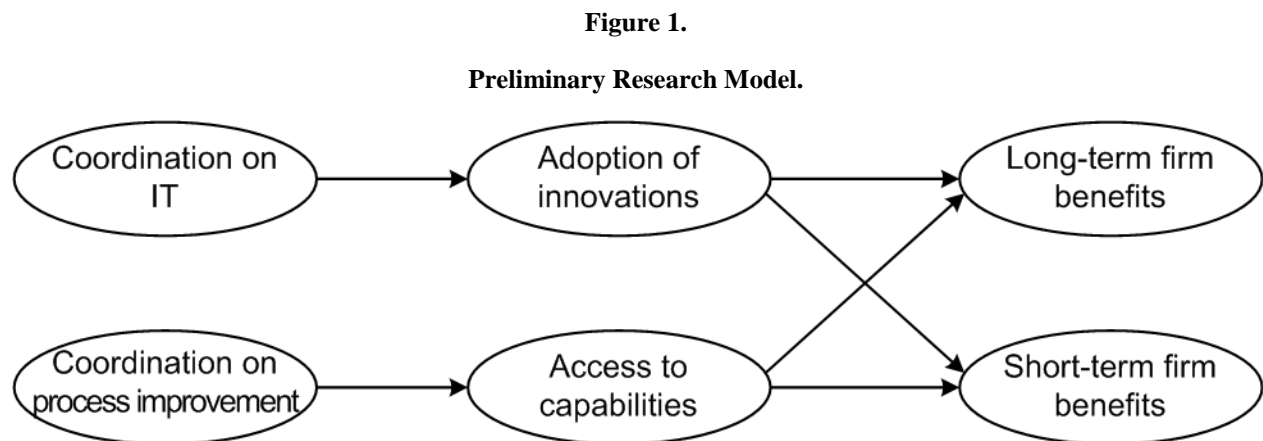 Figure 1.
Preliminary Research Model.
Coordination on
IT
Adoption of
innovations
Long-term firm
benefits
Coordination on
process improvement
Access to
capabilities
Short-term firm
benefits